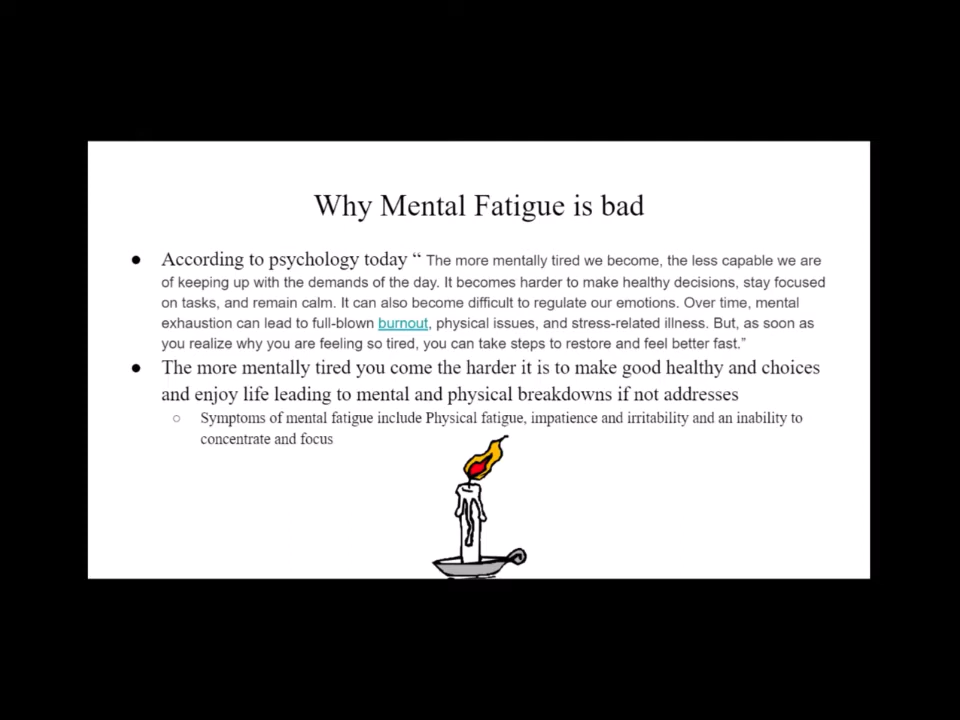 Why Mental Fatigue is bad
● According to psychology today “ The more mentally tired we become, the less capable we are
of keeping up with the demands of the day. It becomes harder to make healthy decisions, stay focused
on tasks, and remain calm. It can also become difficult to regulate our emotions. Over time, mental
exhaustion can lead to full-blown burnout, physical issues, and stress-related illness. But, as soon as
you realize why you are feeling so tired, you can take steps to restore and feel better fast.”
● The more mentally tired you come the harder it is to make good healthy and choices
and enjoy life leading to mental and physical breakdowns if not addresses
○ Symptoms of mental fatigue include Physical fatigue, impatience and irritability and an inability to
concentrate and focus